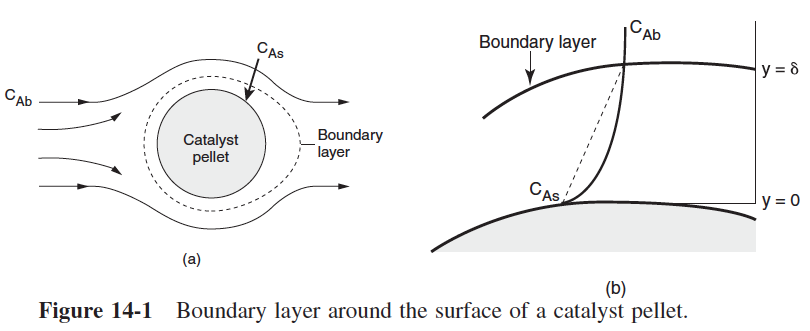 C_As
C_Ab
Catalyst
pellet
Boundary
layer
(a)
Boundary layer
C_Ab
y = δ
C_As
y = 0
(b)
Figure 14-1 Boundary layer around the surface of a catalyst pellet.